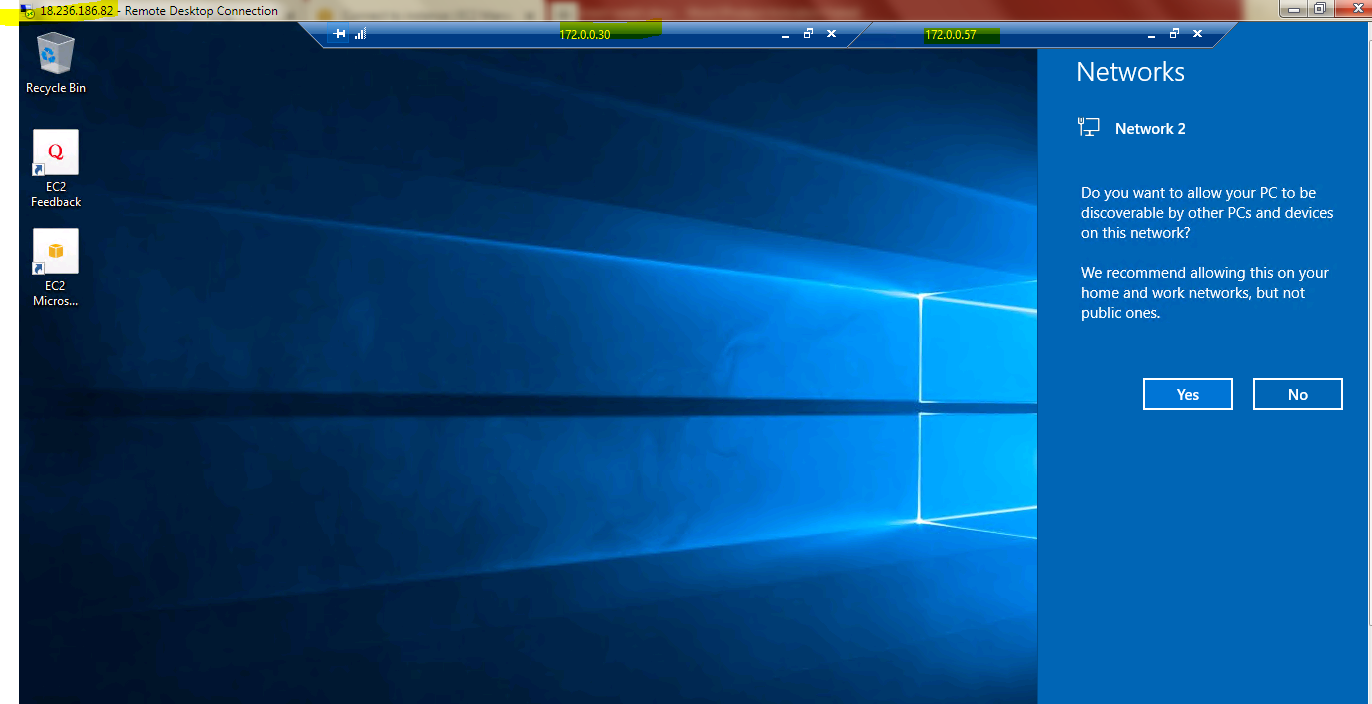 18.236.186.82 - Remote Desktop Connection
172.0.0.30
172.0.0.57
Recycle Bin
EC2
Feedback
EC2
Micros...
Networks
Network 2
Do you want to allow your PC to be
discoverable by other PCs and devices
on this network?
We recommend allowing this on your
home and work networks, but not
public ones.
Yes
No